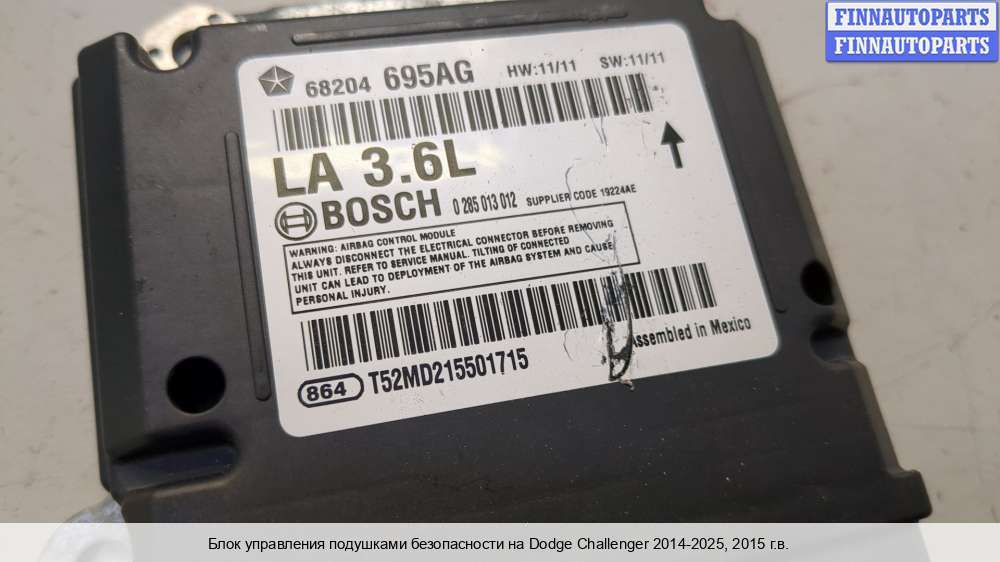 FINNAUTOPARTS
FINNAUTOPARTS
68204 695AG HW:11/11 SW:11/11
LA 3.6L
BOSCH 0 285 013 012 SUPPLIER CODE 19224AE
WARNING: AIRBAG CONTROL MODULE
ALWAYS DISCONNECT THE ELECTRICAL CONNECTOR BEFORE REMOVING
THIS UNIT. REFER TO SERVICE MANUAL. TILTING OF CONNECTED
UNIT CAN LEAD TO DEPLOYMENT OF THE AIRBAG SYSTEM AND CAUSE
PERSONAL INJURY.
864 T52MD215501715
Assembled in Mexico
Блок управления подушками безопасности на Dodge Challenger 2014-2025, 2015 г.в.